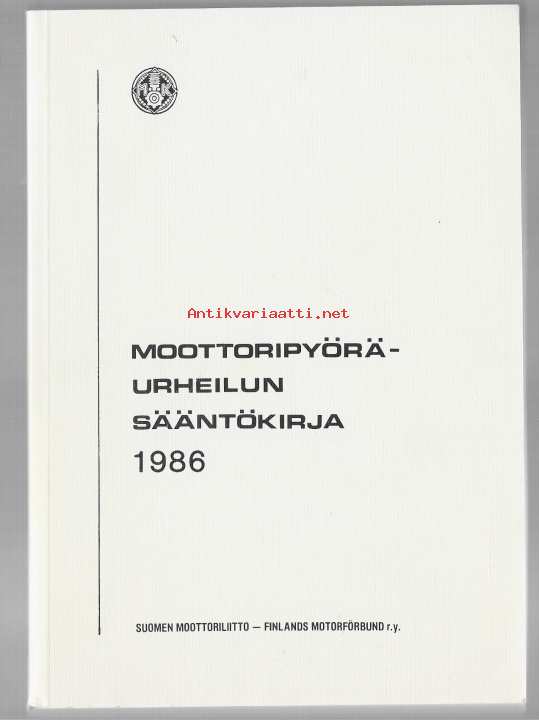 Antikvariaatti.net
MOOTTORIPYÖRÄ-
URHEILUN
SÄÄNTÖKIRJA
1986
SUOMEN MOOTTORILIITTO — FINLANDS MOTORFÖRBUND r.y.